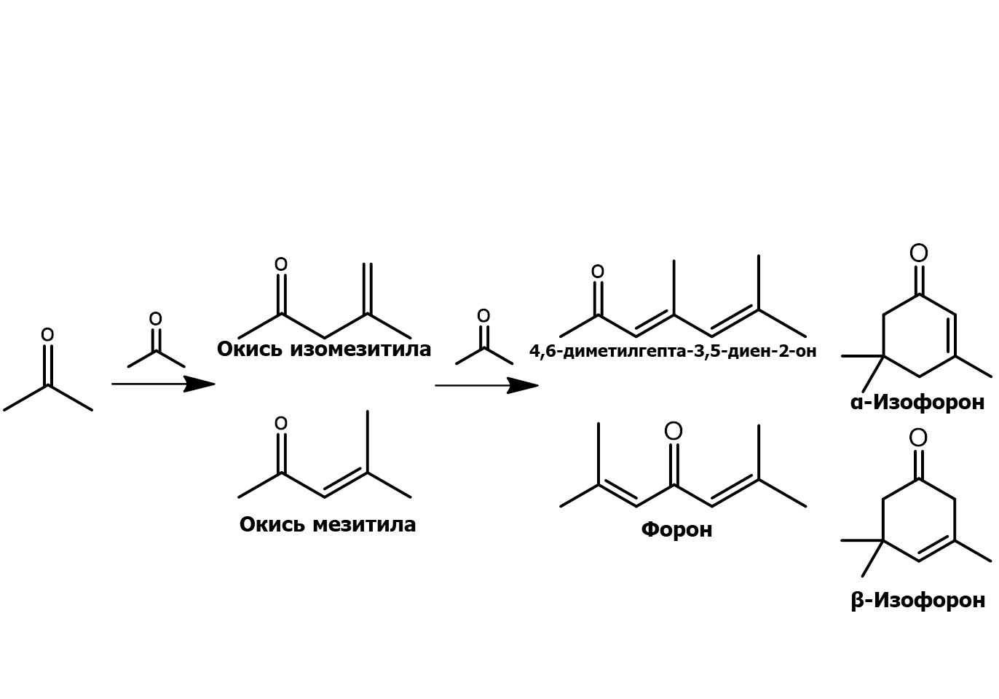 O
O
O
Окись изомезитила
O
Окись мезитила
O
O
4,6-диметилгепта-3,5-диен-2-он
O
Форон
O
α-Изофорон
O
β-Изофорон